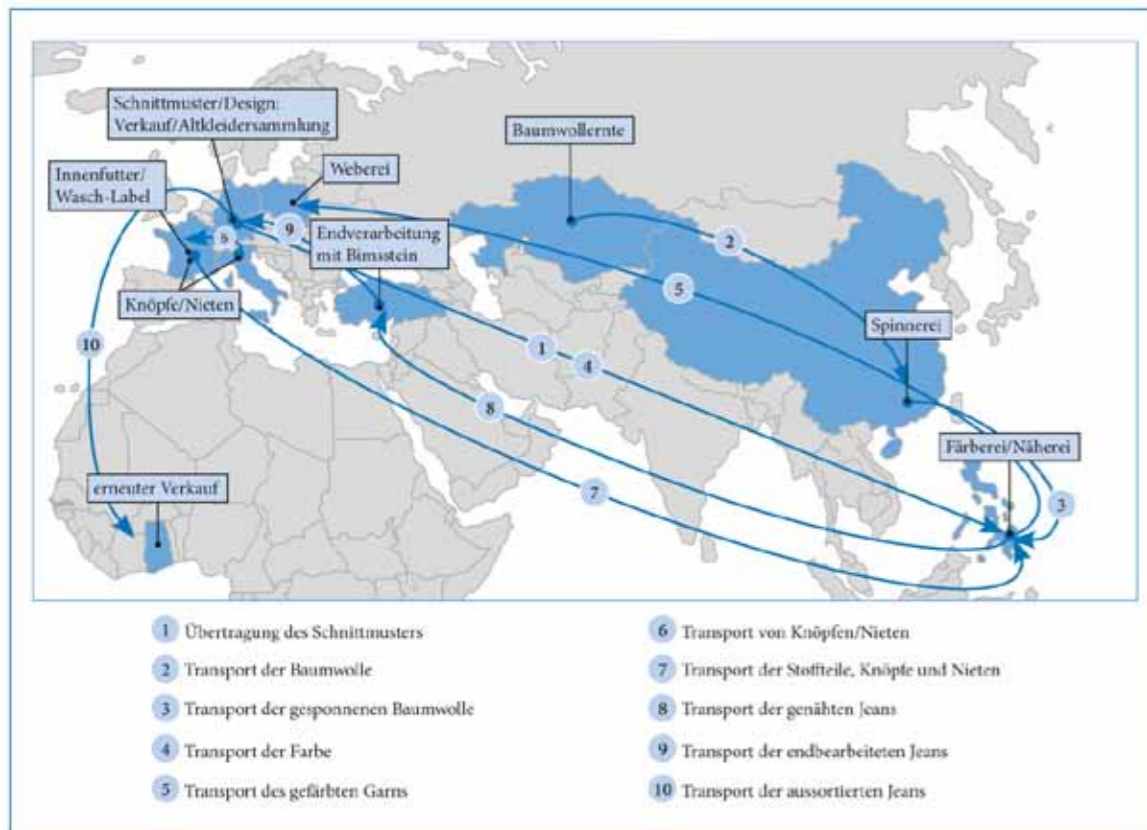 Schnittmuster/Design:
Verkauf/Altkleidersammlung
Baumwollernte
Innenfutter/
Wasch-Label
Weberei
9
6
Endverarbeitung
mit Bimsstein
2
5
Knöpfe/Nieten
Spinnerei
10
1
4
8
Färberei/Näherei
erneuter Verkauf
7
3
1 Übertragung des Schnittmusters
2 Transport der Baumwolle
3 Transport der gesponnenen Baumwolle
4 Transport der Farbe
5 Transport des gefärbten Garns
6 Transport von Knöpfen/Nieten
7 Transport der Stoffteile, Knöpfe und Nieten
8 Transport der genähten Jeans
9 Transport der endbearbeiteten Jeans
10 Transport der aussortierten Jeans